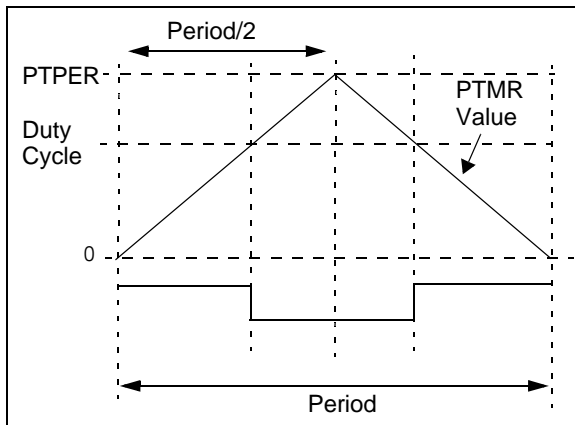 Period/2
PTPER
PTMR
Value
Duty
Cycle
0
Period